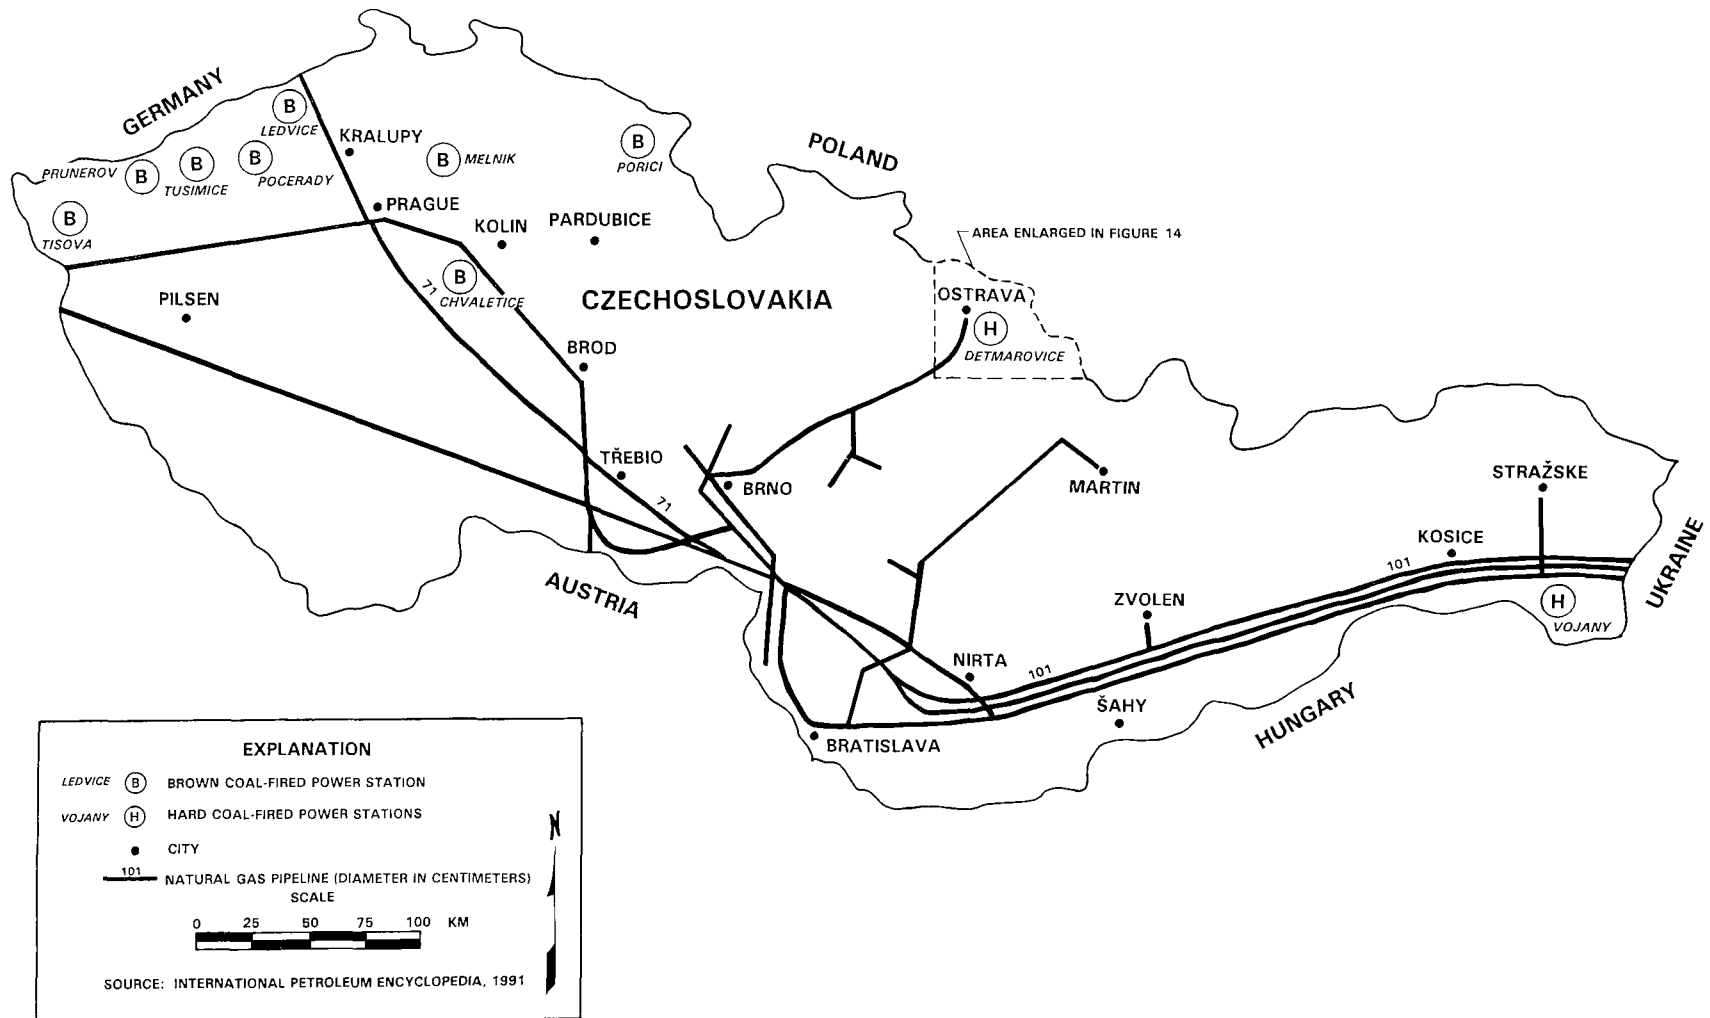 GERMANY
B
LEDVICE
KRALUPY
B MELNIK
B
PORICI
POLAND
PRUNEROV B
B
TUSIMICE
B
POCERADY
B
TISOVA
PRAGUE
KOLIN
PARDUBICE
AREA ENLARGED IN FIGURE 14
71
B
CHVALETICE
CZECHOSLOVAKIA
PILSEN
OSTRAVA
H
DETMAROVICE
BROD
TŘEBIO
71
BRNO
MARTIN
STRAŽSKE
KOSICE
101
UKRAINE
AUSTRIA
ZVOLEN
H
VOJANY
NIRTA
101
ŠAHY
HUNGARY
BRATISLAVA
EXPLANATION
LEDVICE B BROWN COAL-FIRED POWER STATION
VOJANY H HARD COAL-FIRED POWER STATIONS
CITY
101 NATURAL GAS PIPELINE (DIAMETER IN CENTIMETERS)
SCALE
0 25 50 75 100 KM
N
SOURCE: INTERNATIONAL PETROLEUM ENCYCLOPEDIA, 1991